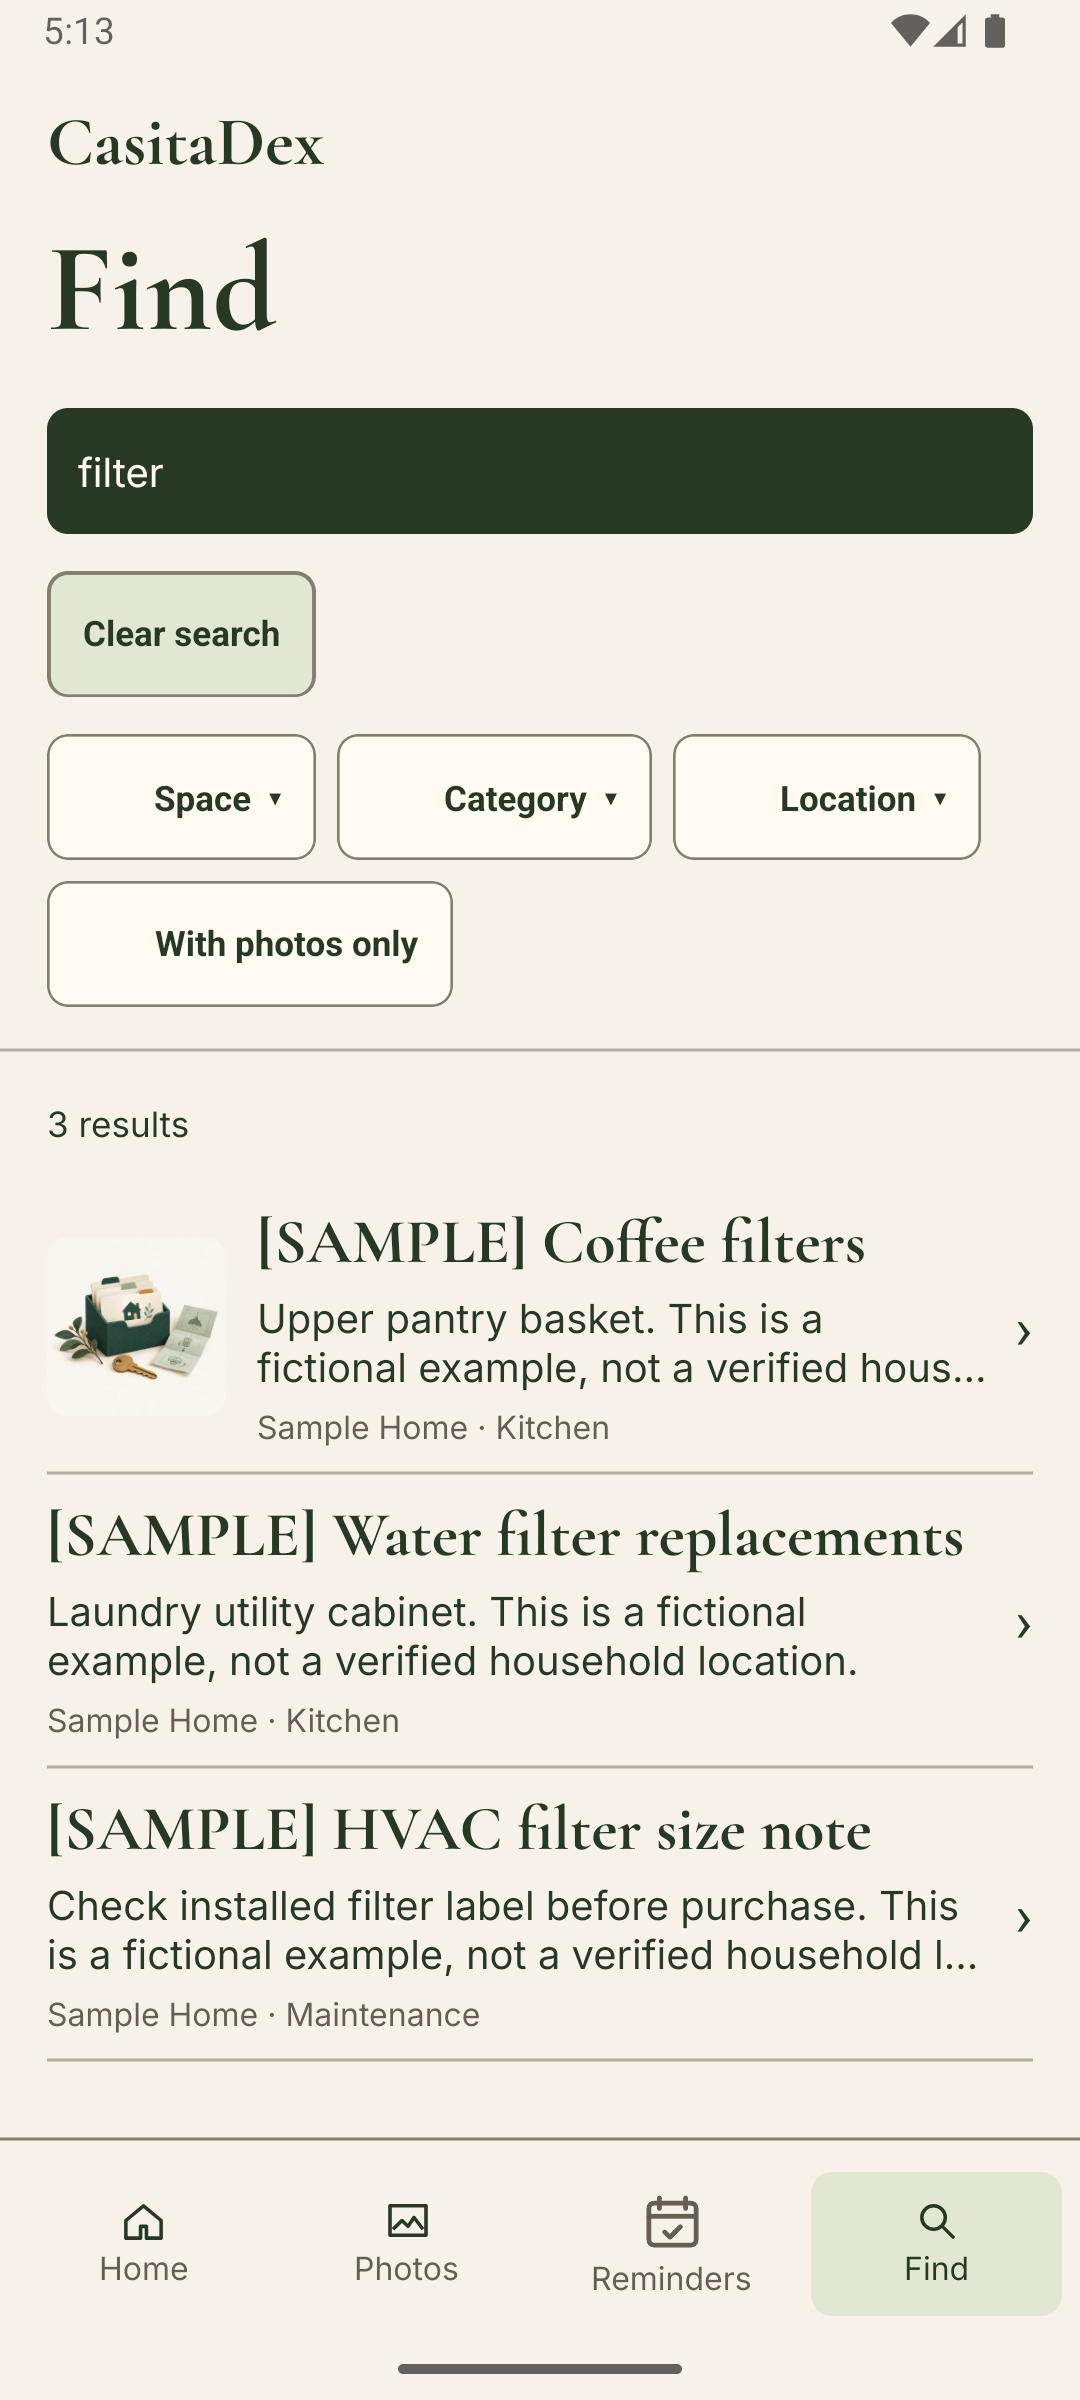 5:13
CasitaDex
Find
filter
Clear search
Space ▼
Category ▼
Location ▼
With photos only
3 results
[SAMPLE] Coffee filters
Upper pantry basket. This is a
fictional example, not a verified hous...
Sample Home · Kitchen
[SAMPLE] Water filter replacements
Laundry utility cabinet. This is a fictional
example, not a verified household location.
Sample Home · Kitchen
[SAMPLE] HVAC filter size note
Check installed filter label before purchase. This
is a fictional example, not a verified household l...
Sample Home · Maintenance
Home
Photos
Reminders
Find